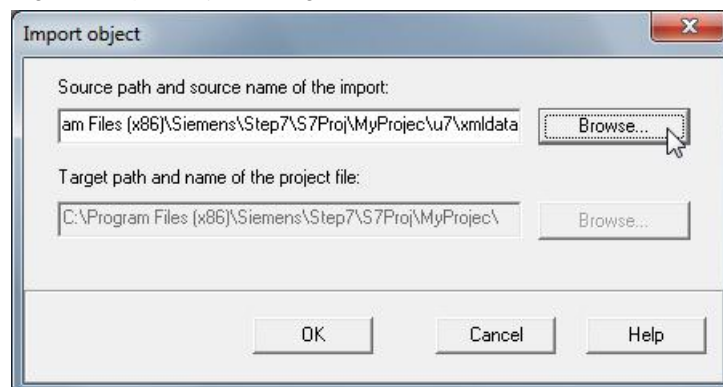 Import object
Source path and source name of the import:
am Files (x86)\Siemens\Step7\S7Proj\MyProjec\u7\xmldata
Browse...
Target path and name of the project file:
C:\Program Files (x86)\Siemens\Step7\S7Proj\MyProjec\
Browse...
OK
Cancel
Help